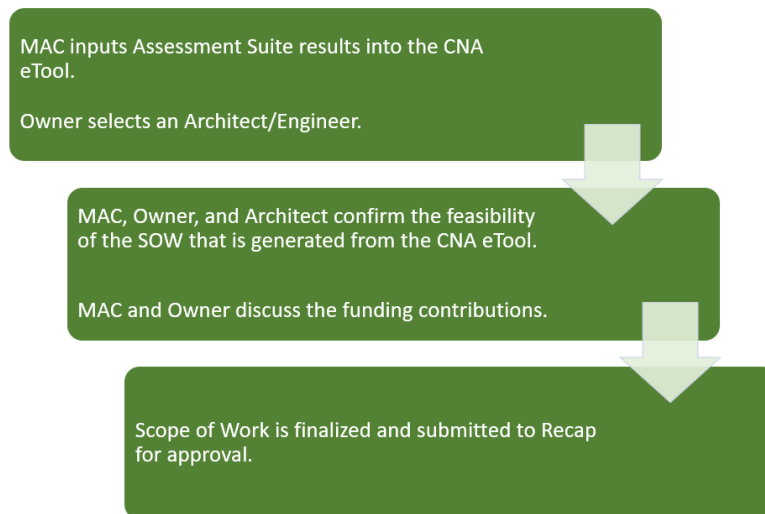 MAC inputs Assessment Suite results into the CNA
eTool.
Owner selects an Architect/Engineer.
MAC, Owner, and Architect confirm the feasibility
of the SOW that is generated from the CNA eTool.
MAC and Owner discuss the funding contributions.
Scope of Work is finalized and submitted to Recap
for approval.